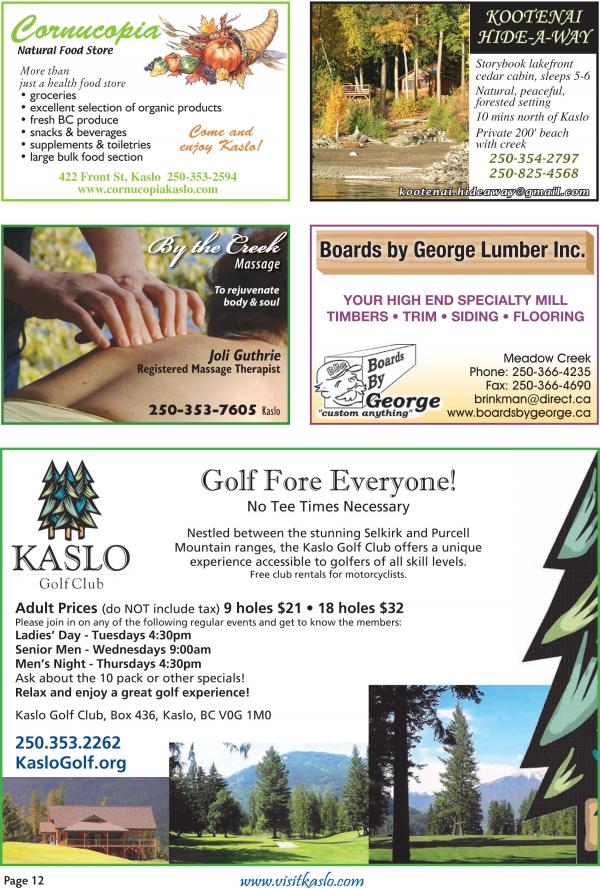 Cornucopia
Natural Food Store
More than
just a health food store
• groceries
• excellent selection of organic products
• fresh BC produce
• snacks & beverages
• supplements & toiletries
• large bulk food section
Come and
enjoy Kaslo!
422 Front St, Kaslo 250-353-2594
www.cornucopiakaslo.com
KOOTENAI
HIDE-A-WAY
Storybook lakefront
cedar cabin, sleeps 5-6
Natural, peaceful,
forested setting
10 mins north of Kaslo
Private 200' beach
with creek
250-354-2797
250-825-4568
kootenai.hideaway@gmail.com
By the Creek
Massage
To rejuvenate
body & soul
Joli Guthrie
Registered Massage Therapist
250-353-7605 Kaslo
Boards by George Lumber Inc.
YOUR HIGH END SPECIALTY MILL
TIMBERS • TRIM • SIDING • FLOORING
BBG
Boards
By
George
"custom anything"
Meadow Creek
Phone: 250-366-4235
Fax: 250-366-4690
brinkman@direct.ca
www.boardsbygeorge.ca
KASLO
Golf Club
Golf Fore Everyone!
No Tee Times Necessary
Nestled between the stunning Selkirk and Purcell
Mountain ranges, the Kaslo Golf Club offers a unique
experience accessible to golfers of all skill levels.
Free club rentals for motorcyclists.
Adult Prices (do NOT include tax) 9 holes $21 • 18 holes $32
Please join in on any of the following regular events and get to know the members:
Ladies' Day - Tuesdays 4:30pm
Senior Men - Wednesdays 9:00am
Men's Night - Thursdays 4:30pm
Ask about the 10 pack or other specials!
Relax and enjoy a great golf experience!
Kaslo Golf Club, Box 436, Kaslo, BC V0G 1M0
250.353.2262
KasloGolf.org
Page 12
www.visitkaslo.com